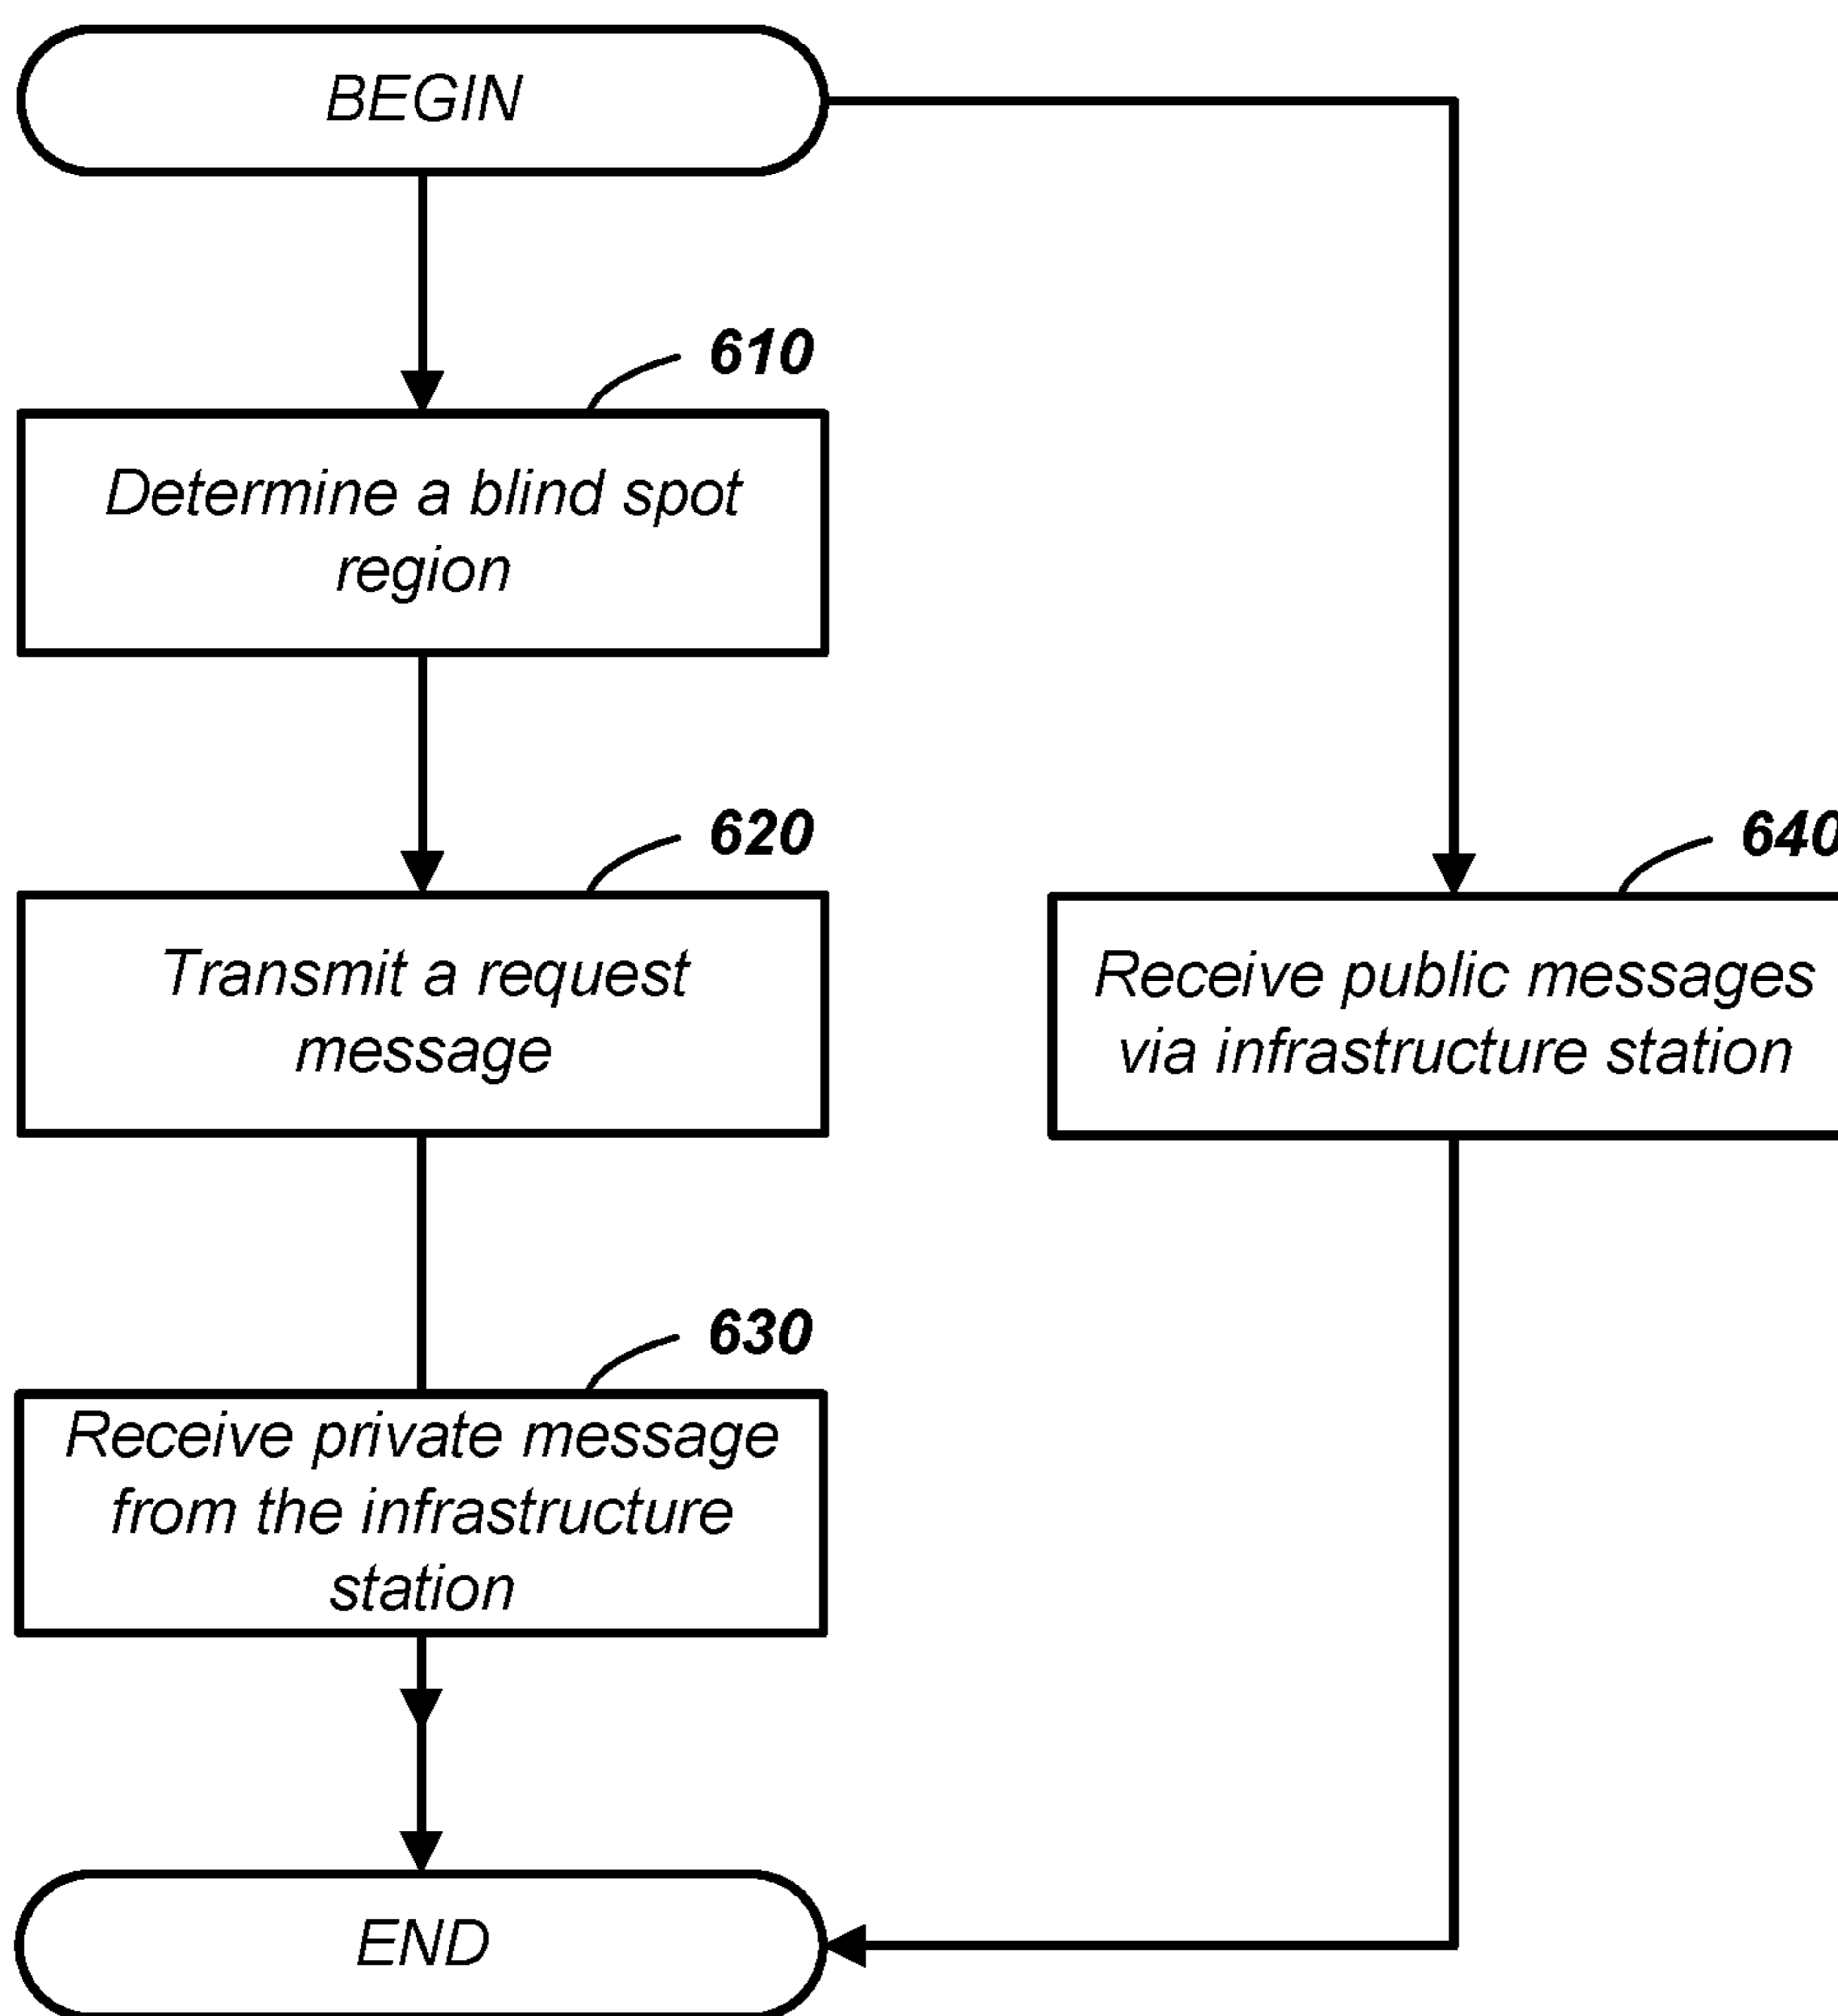 BEGIN
610
Determine a blind spot
region
620
Transmit a request
message
640
Receive public messages
via infrastructure station
630
Receive private message
from the infrastructure
station
END